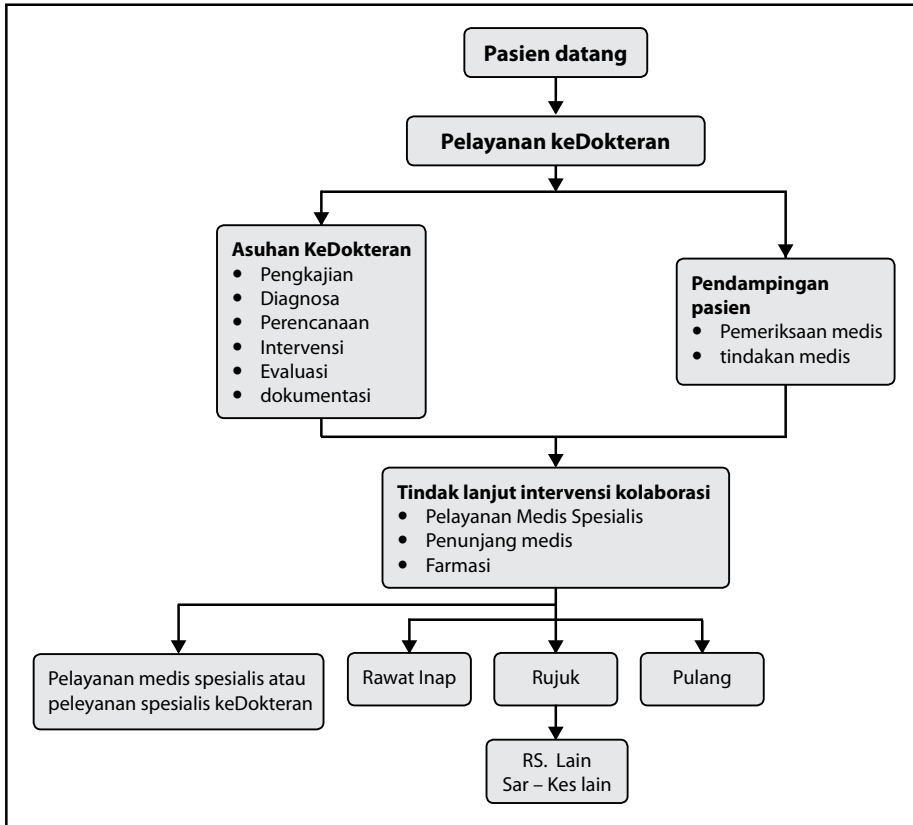 Pasien datang
Pelayanan keDokteran
Asuhan KeDokteran
• Pengkajian
• Diagnosa
• Perencanaan
• Intervensi
• Evaluasi
• dokumentasi
Pendampingan
pasien
• Pemeriksaan medis
• tindakan medis
Tindak lanjut intervensi kolaborasi
• Pelayanan Medis Spesialis
• Penunjang medis
• Farmasi
Pelayanan medis spesialis atau
peleyanan spesialis keDokteran
Rawat Inap
Rujuk
Pulang
RS. Lain
Sar – Kes lain